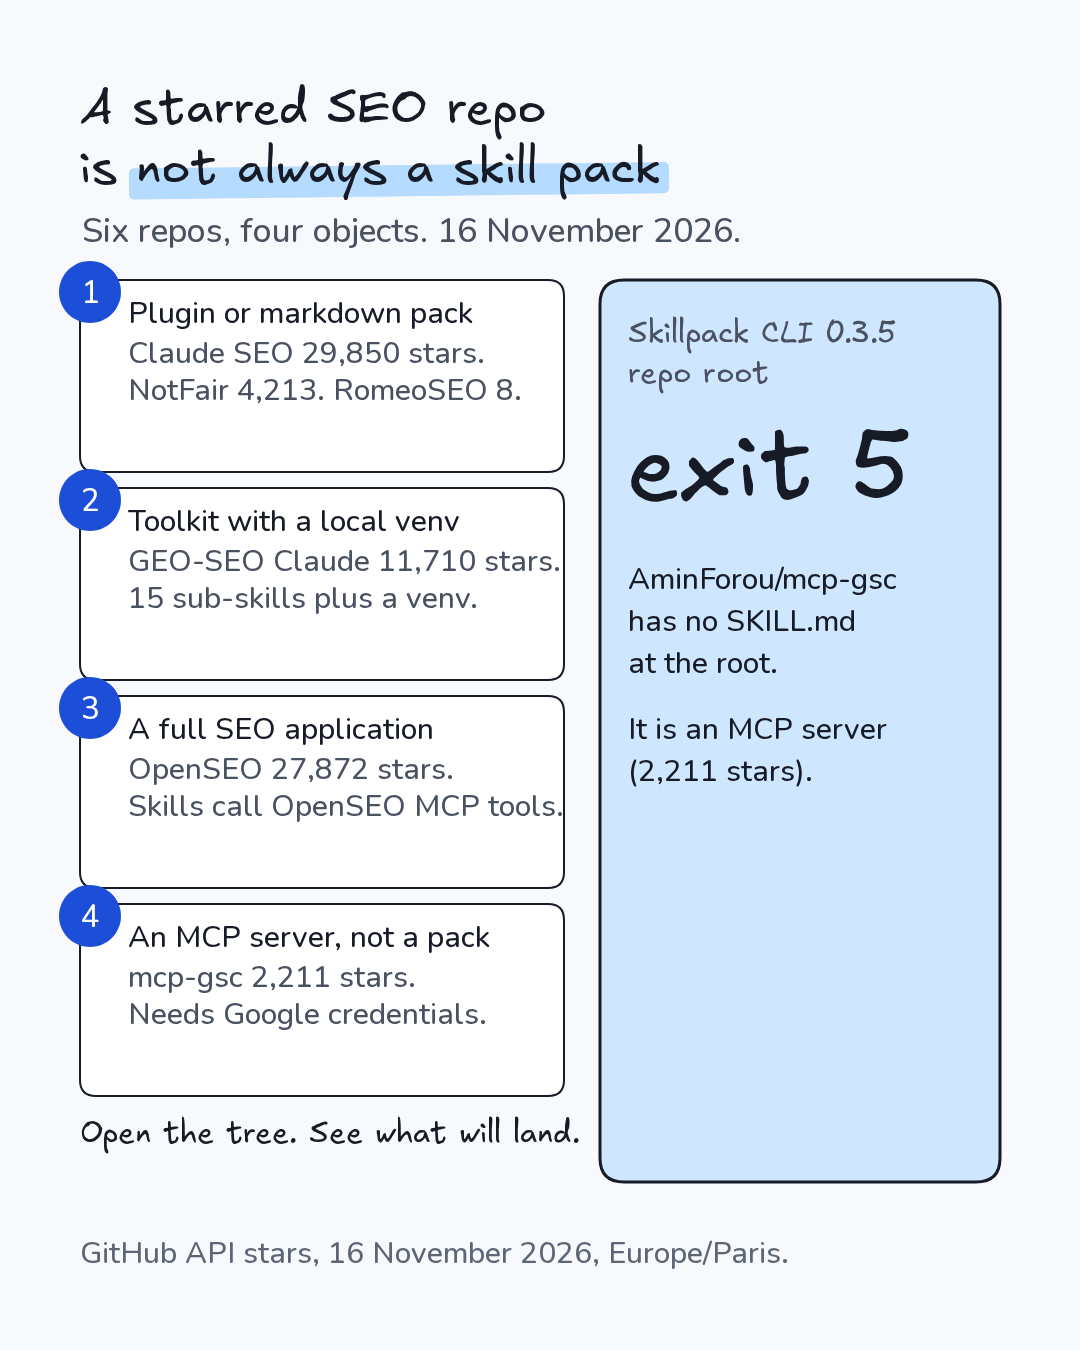 A starred SEO repo
is not always a skill pack
Six repos, four objects. 16 November 2026.
1
Plugin or markdown pack
Claude SEO 29,850 stars.
NotFair 4,213. RomeoSEO 8.
2
Toolkit with a local venv
GEO-SEO Claude 11,710 stars.
15 sub-skills plus a venv.
3
A full SEO application
OpenSEO 27,872 stars.
Skills call OpenSEO MCP tools.
4
An MCP server, not a pack
mcp-gsc 2,211 stars.
Needs Google credentials.
Open the tree. See what will land.
Skillpack CLI 0.3.5
repo root
exit 5
AminForou/mcp-gsc
has no SKILL.md
at the root.
It is an MCP server
(2,211 stars).
GitHub API stars, 16 November 2026, Europe/Paris.